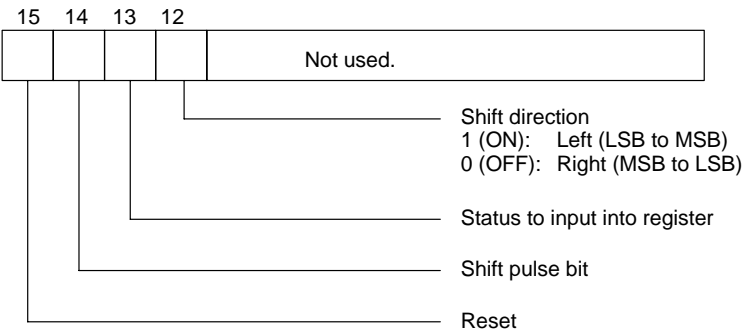 15 14 13 12
Not used.
Shift direction
1 (ON): Left (LSB to MSB)
0 (OFF): Right (MSB to LSB)
Status to input into register
Shift pulse bit
Reset